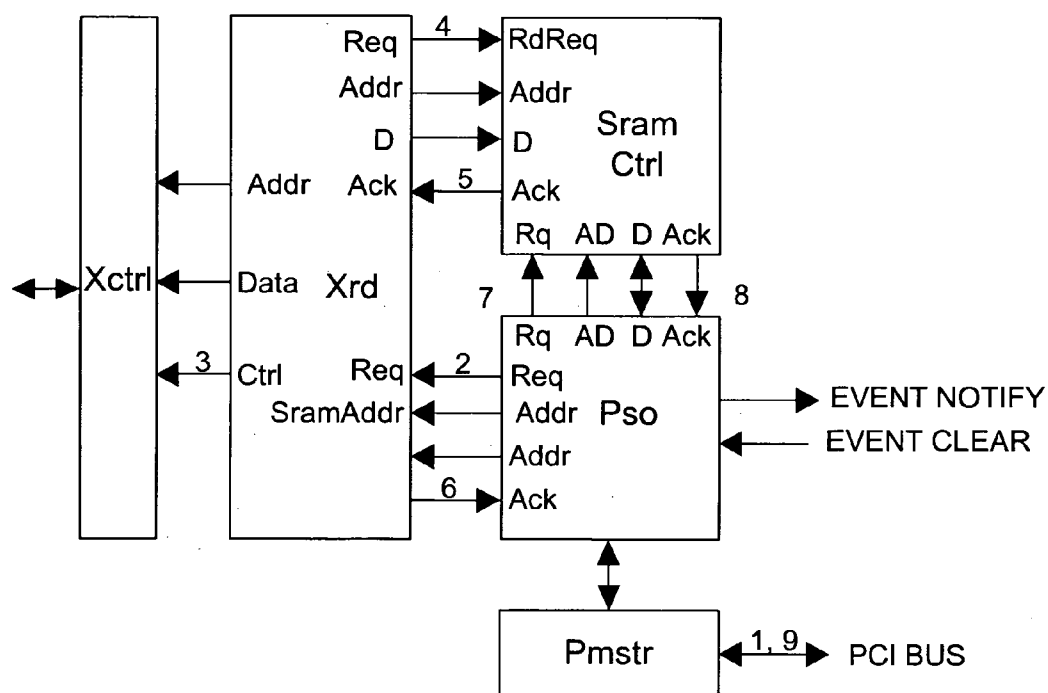 Req 4 RdReq
Addr Addr
D D
Sram
Ctrl
Addr Ack 5 Ack
Rq AD D Ack
Xctrl Data Xrd
7 8
Rq AD D Ack
3 Ctrl Req 2 Req
SramAddr Addr Pso EVENT NOTIFY
Addr EVENT CLEAR
6 Ack
Pmstr 1, 9 PCI BUS